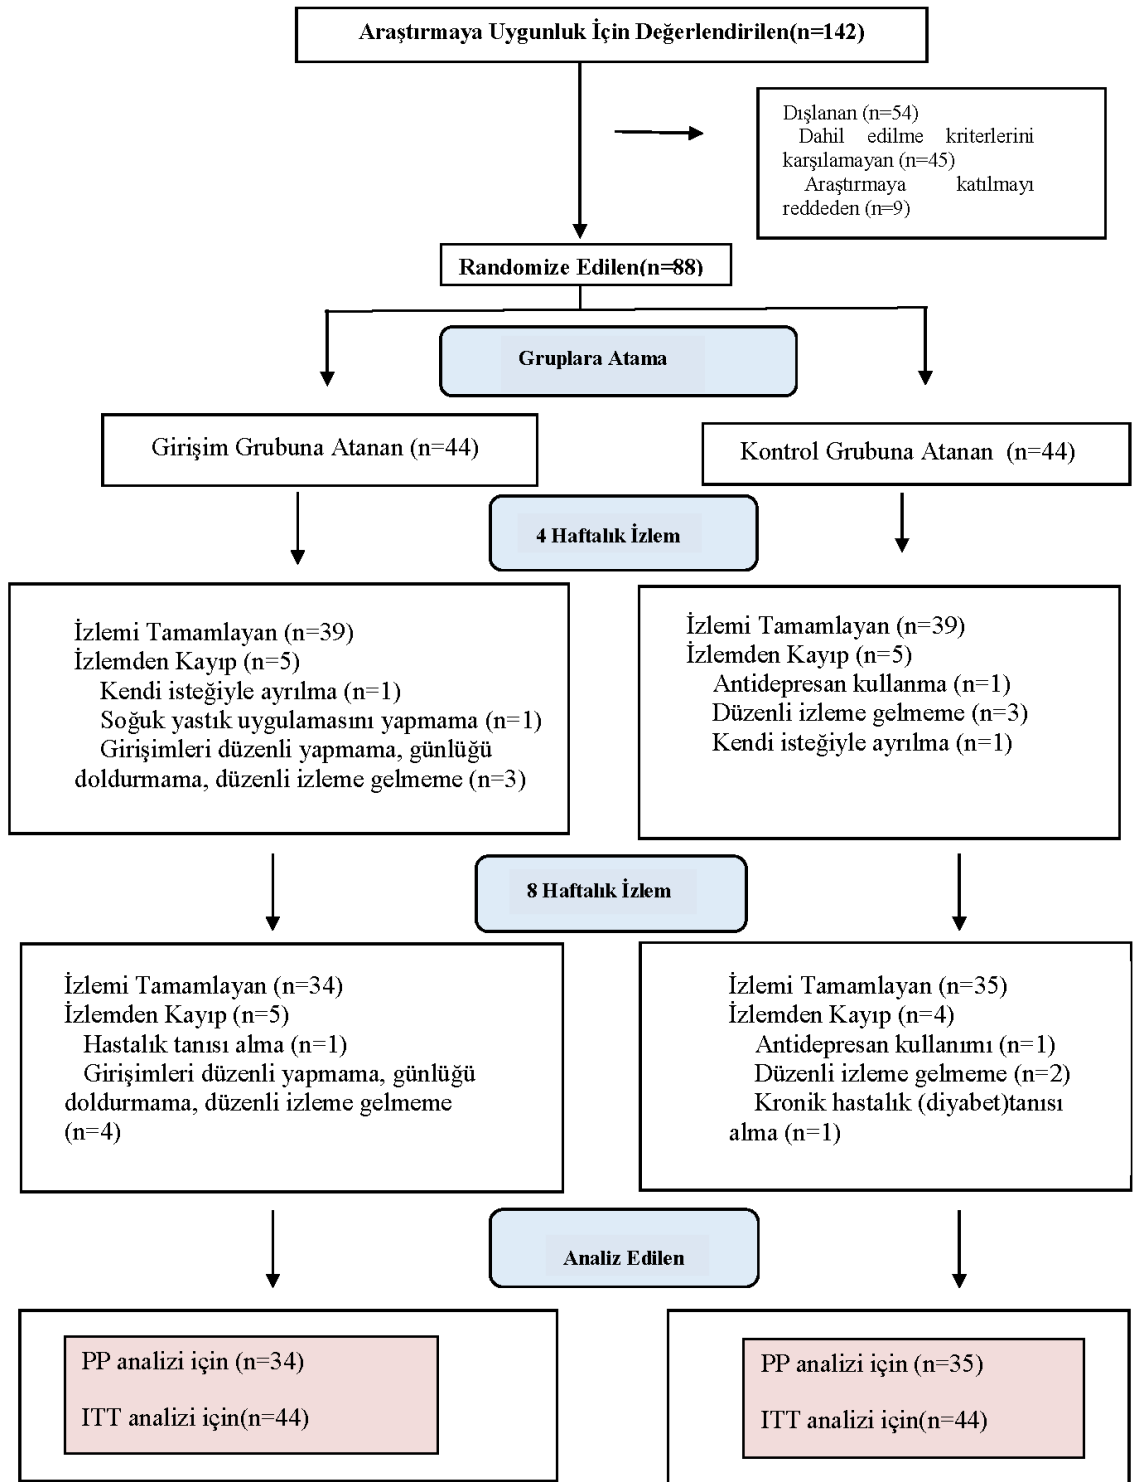 Araştırmaya Uygunluk İçin Değerlendirilen(n=142)
Dışlanan (n=54)
Dahil edilme kriterlerini
karşılamayan (n=45)
Araştırmaya katılmayı
reddeden (n=9)
Randomize Edilen(n=88)
Gruplara Atama
Girişim Grubuna Atanan (n=44)
Kontrol Grubuna Atanan (n=44)
4 Haftalık İzlem
İzlemi Tamamlayan (n=39)
İzlemden Kayıp (n=5)
Kendi isteğiyle ayrılma (n=1)
Soğuk yastık uygulamasını yapmama (n=1)
Girişimleri düzenli yapmama, günlüğü
doldurmama, düzenli izleme gelmeme (n=3)
İzlemi Tamamlayan (n=39)
İzlemden Kayıp (n=5)
Antidepresan kullanma (n=1)
Düzenli izleme gelmeme (n=3)
Kendi isteğiyle ayrılma (n=1)
8 Haftalık İzlem
İzlemi Tamamlayan (n=34)
İzlemden Kayıp (n=5)
Hastalık tanısı alma (n=1)
Girişimleri düzenli yapmama, günlüğü
doldurmama, düzenli izleme gelmeme
(n=4)
İzlemi Tamamlayan (n=35)
İzlemden Kayıp (n=4)
Antidepresan kullanımı (n=1)
Düzenli izleme gelmeme (n=2)
Kronik hastalık (diyabet)tanısı
alma (n=1)
Analiz Edilen
PP analizi için (n=34)
ITT analizi için(n=44)
PP analizi için (n=35)
ITT analizi için(n=44)